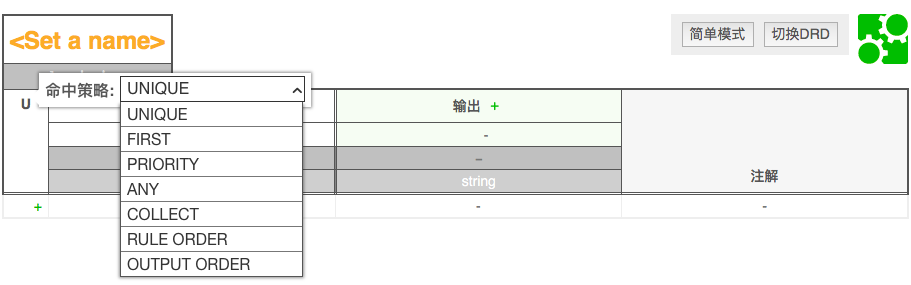 <Set a name>
简单模式 切换DRD
命中策略: UNIQUE
U
输出 +
UNIQUE
FIRST
-
PRIORITY
–
ANY
string
注解
COLLECT
+ - -
RULE ORDER
OUTPUT ORDER